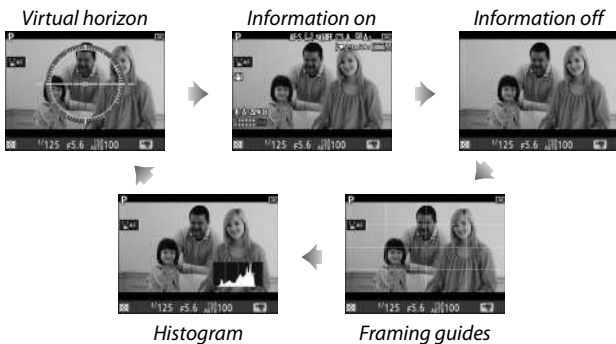 Virtual horizon Information on Information off
P P
1/125 F5.6 100 1/125 F5.6 100 1/125 F5.6 100
P P
1/125 F5.6 100 1/125 F5.6 100
Histogram Framing guides